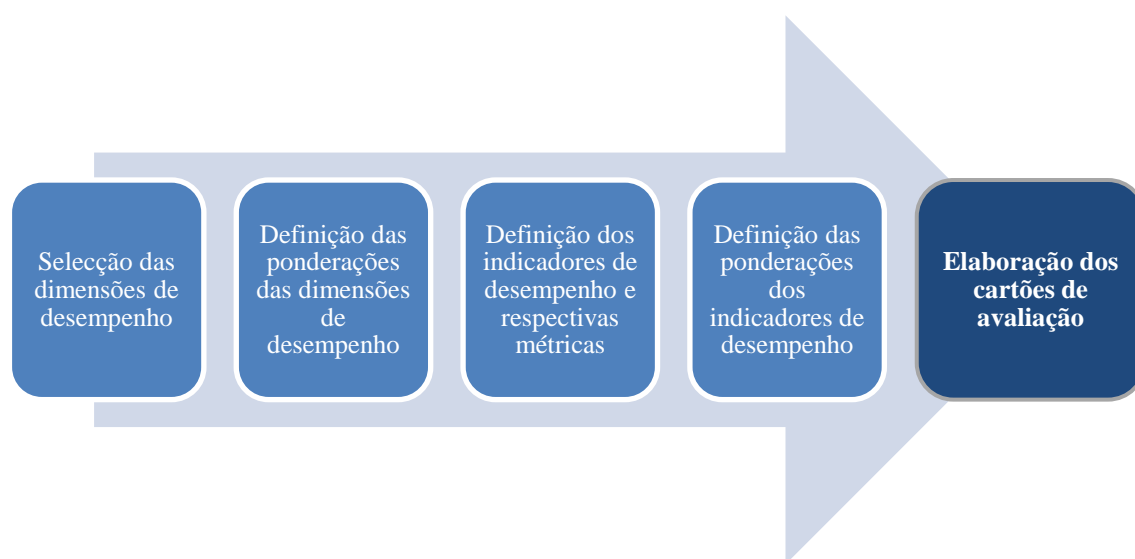 Selecção das
dimensões de
desempenho
Definição das
ponderações
das dimensões
de
desempenho
Definição dos
indicadores de
desempenho e
respectivas
métricas
Definição das
ponderações
dos
indicadores de
desempenho
Elaboração dos
cartões de
avaliação